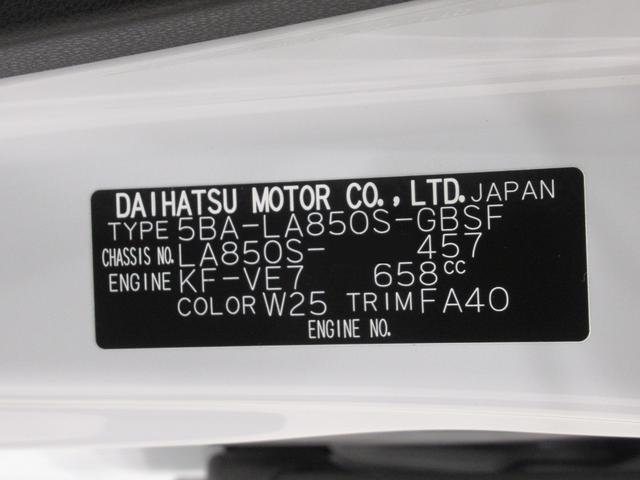 DAIHATSU MOTOR CO.,LTD. JAPAN
TYPE 5BA-LA850S-GBSF
CHASSIS NO. LA850S- 457
ENGINE KF-VE7 658cc
COLOR W25 TRIM FA40
ENGINE NO.